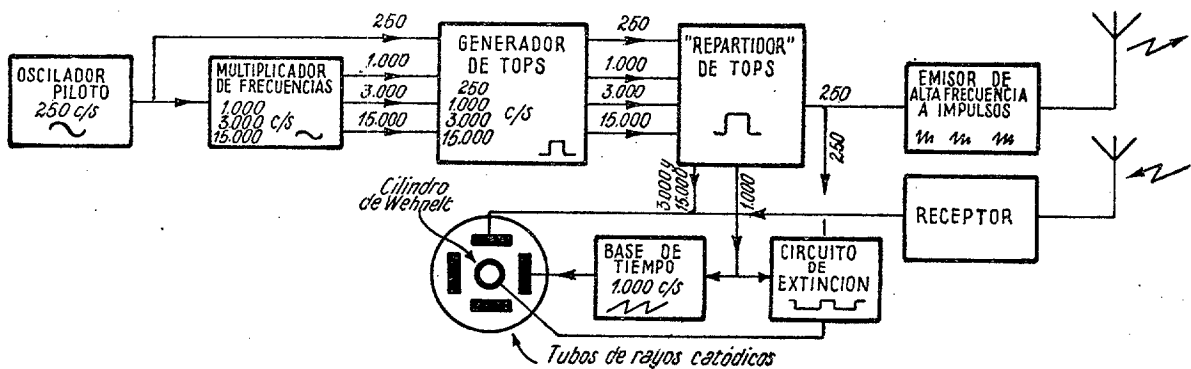 OSCILADOR
PILOTO
250 c/s
MULTIPLICADOR
DE FRECUENCIAS
1.000
3.000 c/s
15.000
250
1.000
3.000
15.000
GENERADOR
DE TOPS
250
1.000
3.000 c/s
15.000
250
1.000
3.000
15.000
"REPARTIDOR"
DE TOPS
250
250
EMISOR DE
ALTA FRECUENCIA
A IMPULSOS
3.000 y
15.000
1.000
RECEPTOR
Cilindro
de Wehnelt
BASE DE
TIEMPO
1.000 c/s
CIRCUITO
DE
EXTINCION
Tubos de rayos catódicos